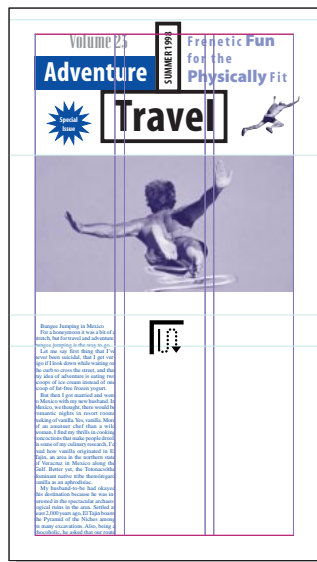 Volume 23
SUMMER 1998
Frenetic Fun
for the
Physically Fit
Adventure
Travel
Special
Issue
Bungee Jumping in Mexico
For a honeymoon it was a bit of a
stretch, but for travel and adventure,
bungee jumping is the way to go.
Let me say first thing that I've
never been suicidal, that I get ver-
tigo if I look down while waiting on
the curb to cross the street, and that
my idea of adventure is eating two
scoops of ice cream instead of one
scoop of fat-free frozen yogurt.
But then I got married and went
to Mexico with my new husband. In
Mexico, we thought, there would be
romantic nights in resort rooms
reeking of vanilla. Yes, vanilla. More
of an amateur chef than a wild
woman, I find my thrills in cooking
concoctions that make people drool.
In some of my culinary research, I'd
read how vanilla originated in El
Tajin, an area in the northern state
of Veracruz in Mexico along the
Gulf. Better yet, the Totonacs (the
dominant native tribe there) regard
vanilla as an aphrodisiac.
My husband-to-be had okayed
this destination because he was in-
terested in the spectacular archaeo-
logical ruins in the area. Settled at
least 2,000 years ago, El Tajin boasts
the Pyramid of the Niches among
its many excavations. Also, being a
chocoholic, he asked that our room